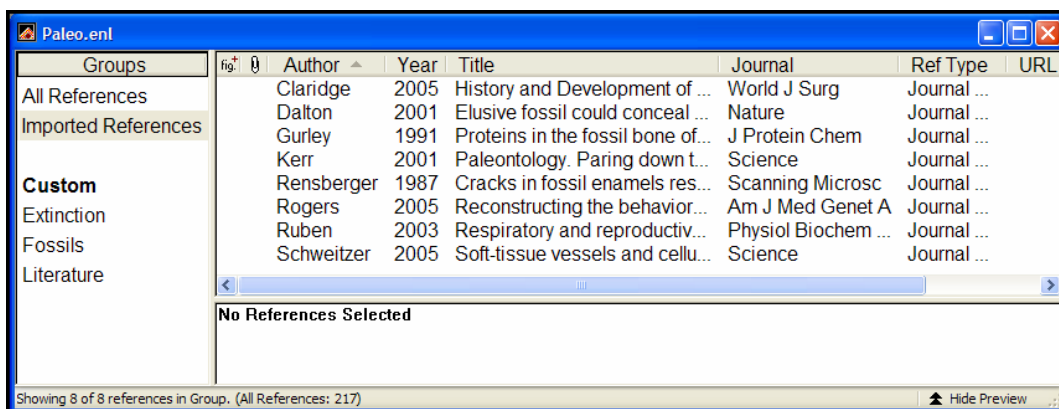 Paleo.enl
Groups
All References
Imported References
Custom
Extinction
Fossils
Literature
fig. Author Year Title Journal Ref Type URL
Claridge 2005 History and Development of ... World J Surg Journal ...
Dalton 2001 Elusive fossil could conceal ... Nature Journal ...
Gurley 1991 Proteins in the fossil bone of... J Protein Chem Journal ...
Kerr 2001 Paleontology. Paring down t... Science Journal ...
Rensberger 1987 Cracks in fossil enamels res... Scanning Microsc Journal ...
Rogers 2005 Reconstructing the behavior... Am J Med Genet A Journal ...
Ruben 2003 Respiratory and reproductiv... Physiol Biochem ... Journal ...
Schweitzer 2005 Soft-tissue vessels and cellu... Science Journal ...
No References Selected
Showing 8 of 8 references in Group. (All References: 217) Hide Preview